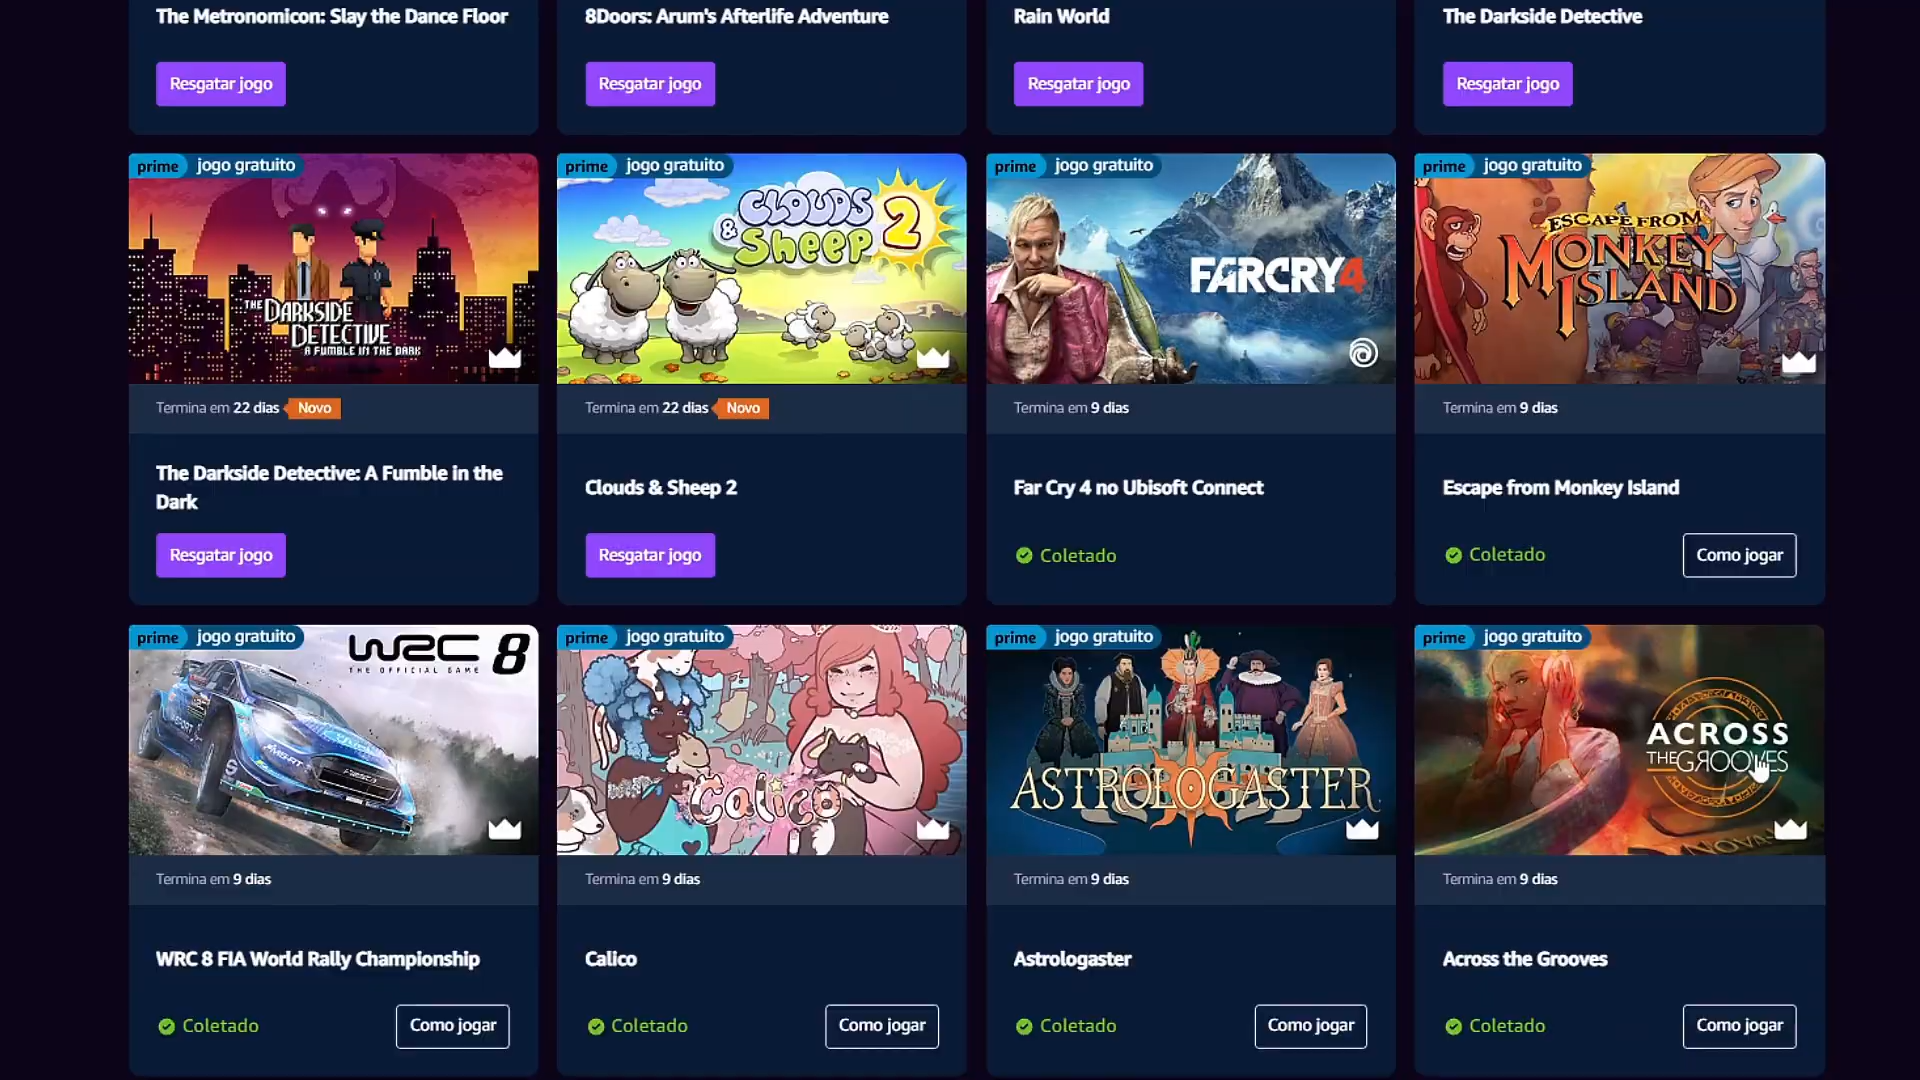 The Metronomicon: Slay the Dance Floor
8Doors: Arum's Afterlife Adventure
Rain World
The Darkside Detective
Resgatar jogo
Resgatar jogo
Resgatar jogo
Resgatar jogo
prime jogo gratuito
THE DARKSIDE
DETECTIVE
A FUMBLE IN THE DARK
prime jogo gratuito
CLOUDS
& Sheep 2
prime jogo gratuito
FARCRY4
prime jogo gratuito
ESCAPE FROM
MONKEY
ISLAND
Termina em 22 dias Novo
Termina em 22 dias Novo
Termina em 9 dias
Termina em 9 dias
The Darkside Detective: A Fumble in the
Dark
Clouds & Sheep 2
Far Cry 4 no Ubisoft Connect
Escape from Monkey Island
Resgatar jogo
Resgatar jogo
Coletado
Coletado
Como jogar
prime jogo gratuito
WRC 8
THE OFFICIAL GAME
prime jogo gratuito
Calico
prime jogo gratuito
ASTROLOGASTER
prime jogo gratuito
ACROSS
THE GROOVES
Termina em 9 dias
Termina em 9 dias
Termina em 9 dias
Termina em 9 dias
WRC 8 FIA World Rally Championship
Calico
Astrologaster
Across the Grooves
Coletado
Como jogar
Coletado
Como jogar
Coletado
Como jogar
Coletado
Como jogar